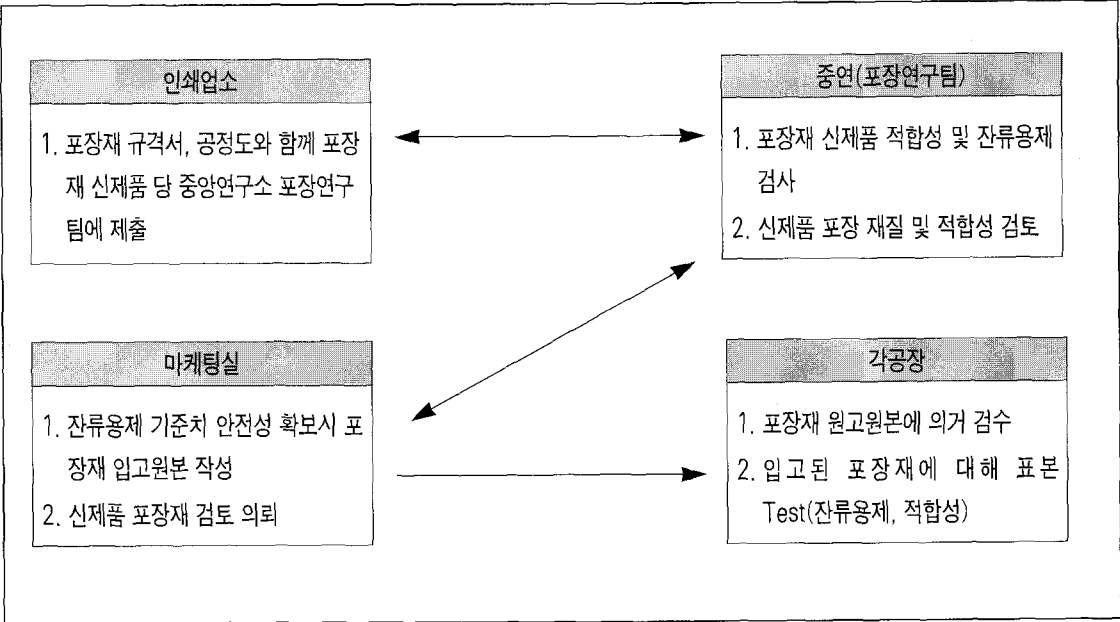 인쇄업소
1. 포장재 규격서, 공정도와 함께 포장
재 신제품 당 중앙연구소 포장연구
팀에 제출
중연(포장연구팀)
1. 포장재 신제품 적합성 및 잔류용제
검사
2. 신제품 포장 재질 및 적합성 검토
마케팅실
1. 잔류용제 기준치 안전성 확보시 포
장재 입고원본 작성
2. 신제품 포장재 검토 의뢰
각공장
1. 포장재 원고원본에 의거 검수
2. 입고된 포장재에 대해 표본
Test(잔류용제, 적합성)